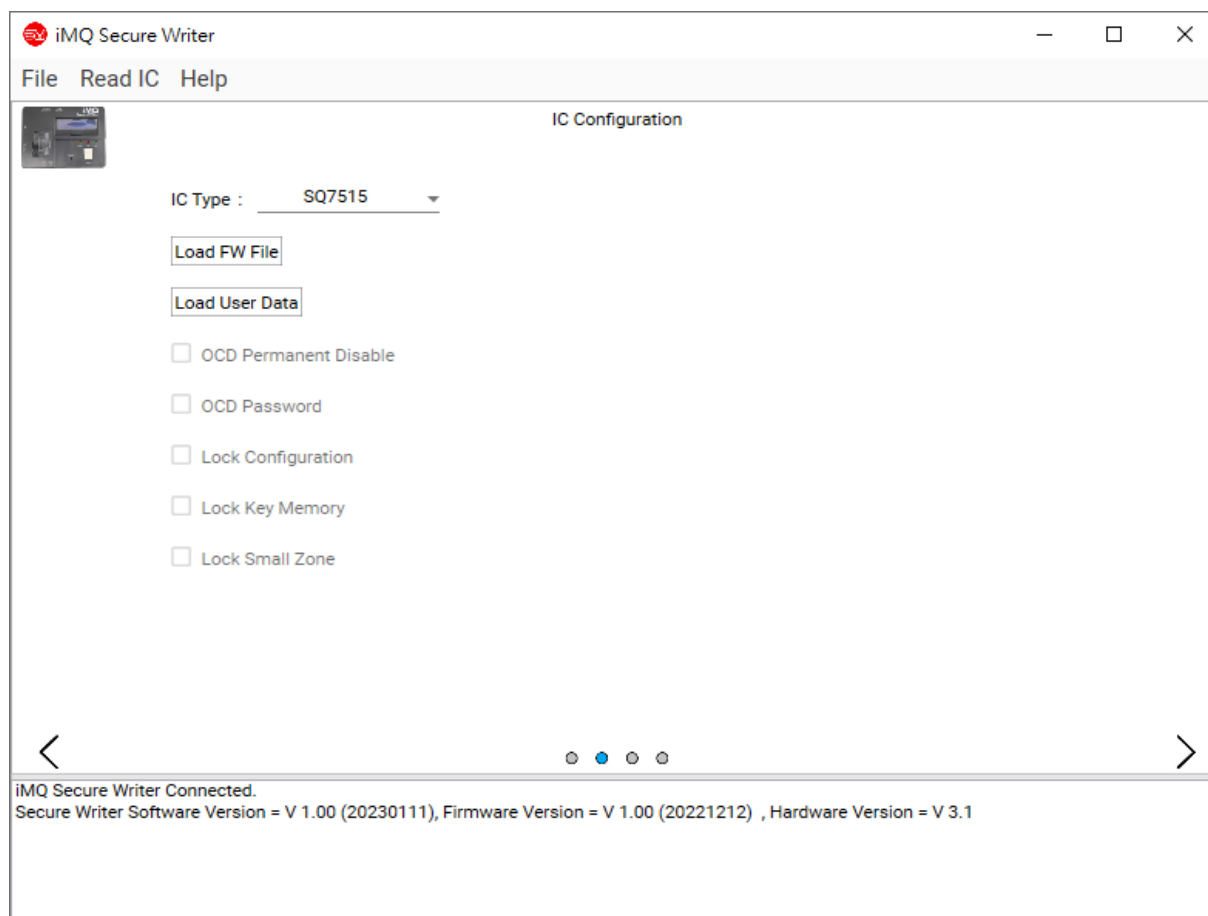 iMQ Secure Writer
File Read IC Help
iMQ
IC Configuration
IC Type : SQ7515
Load FW File
Load User Data
OCD Permanent Disable
OCD Password
Lock Configuration
Lock Key Memory
Lock Small Zone
iMQ Secure Writer Connected.
Secure Writer Software Version = V 1.00 (20230111), Firmware Version = V 1.00 (20221212) , Hardware Version = V 3.1